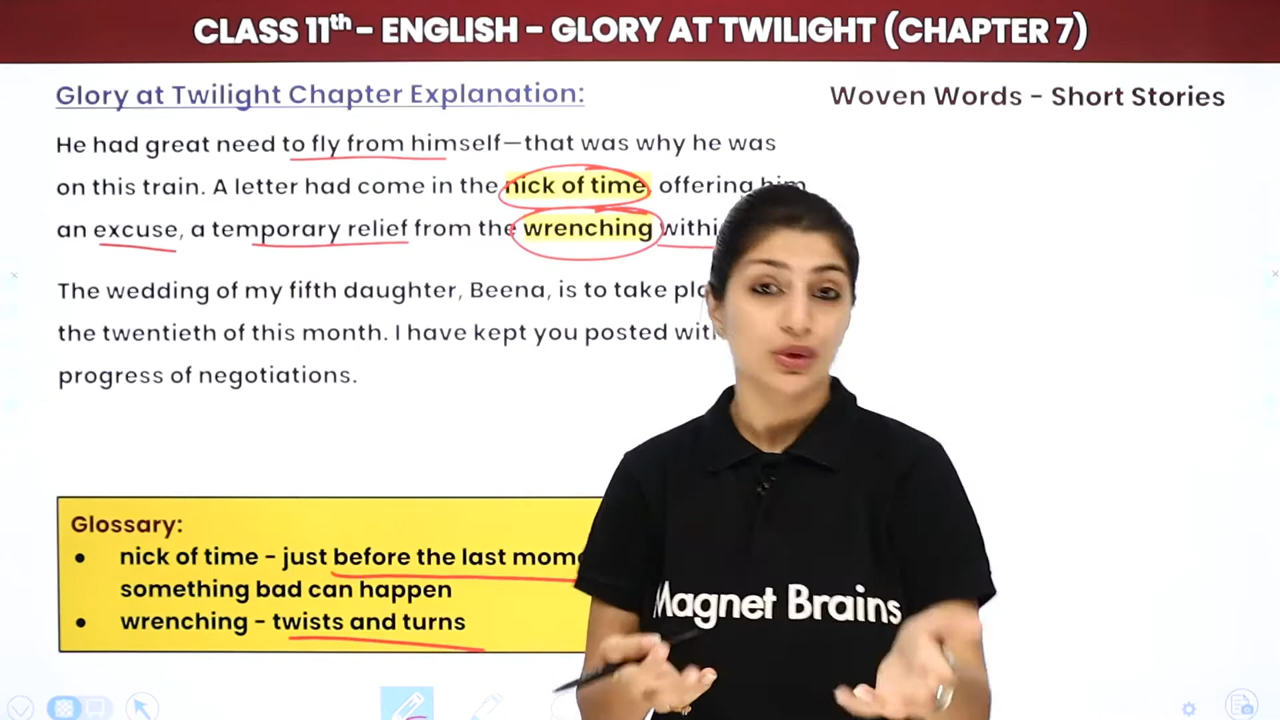 CLASS 11th - ENGLISH - GLORY AT TWILIGHT (CHAPTER 7)
Glory at Twilight Chapter Explanation:
Woven Words - Short Stories
He had great need to fly from himself—that was why he was
on this train. A letter had come in the nick of time, offering him
an excuse, a temporary relief from the wrenching
The wedding of my fifth daughter, Beena, is to take
the twentieth of this month. I have kept you posted
progress of negotiations.
Glossary:
● nick of time - just before the last
something bad can happen
● wrenching - twists and turns
Magnet Brains